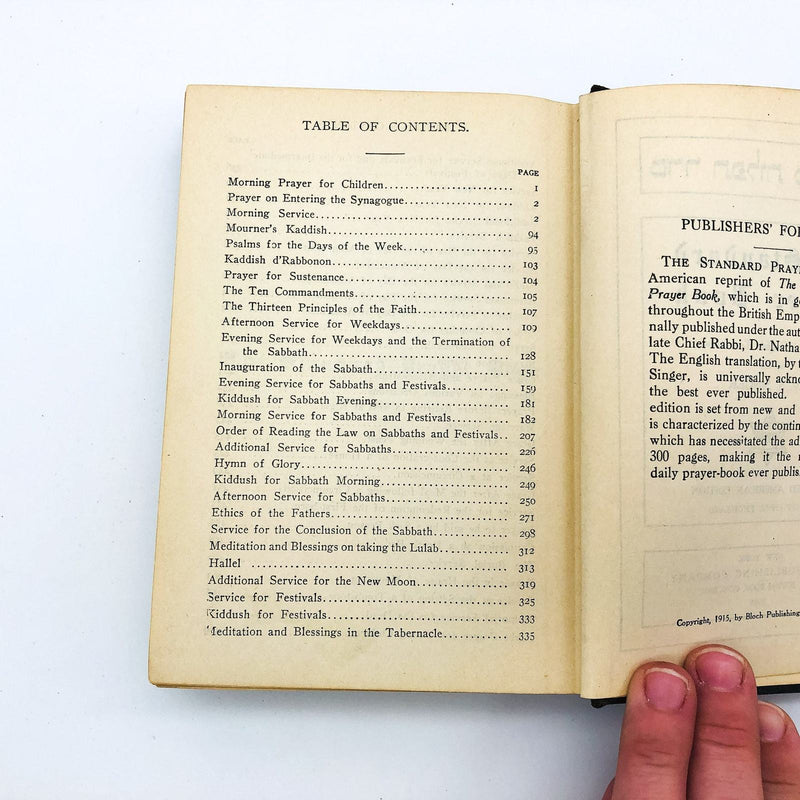 TABLE OF CONTENTS.
PAGE
Morning Prayer for Children 1
Prayer on Entering the Synagogue 2
Morning Service 2
Mourner's Kaddish 94
Psalms for the Days of the Week 95
Kaddish d'Rabbonon 103
Prayer for Sustenance 104
The Ten Commandments 105
The Thirteen Principles of the Faith 107
Afternoon Service for Weekdays 109
Evening Service for Weekdays and the Termination of
the Sabbath 128
Inauguration of the Sabbath 151
Evening Service for Sabbaths and Festivals 159
Kiddush for Sabbath Evening 181
Morning Service for Sabbaths and Festivals 182
Order of Reading the Law on Sabbaths and Festivals 207
Additional Service for Sabbaths 226
Hymn of Glory 246
Kiddush for Sabbath Morning 249
Afternoon Service for Sabbaths 250
Ethics of the Fathers 271
Service for the Conclusion of the Sabbath 298
Meditation and Blessings on taking the Lulab 312
Hallel 313
Additional Service for the New Moon 319
Service for Festivals 325
Kiddush for Festivals 333
Meditation and Blessings in the Tabernacle 335
PUBLISHERS'
THE STANDARD
American reprint of The
Prayer Book, which is in
throughout the British
nally published under the
late Chief Rabbi, Dr.
The English translation, by
Singer, is universally
the best ever published.
edition is set from new and
is characterized by the
which has necessitated the
300 pages, making it the
daily prayer-book ever
Copyright, 1915, by Bloch Publishing